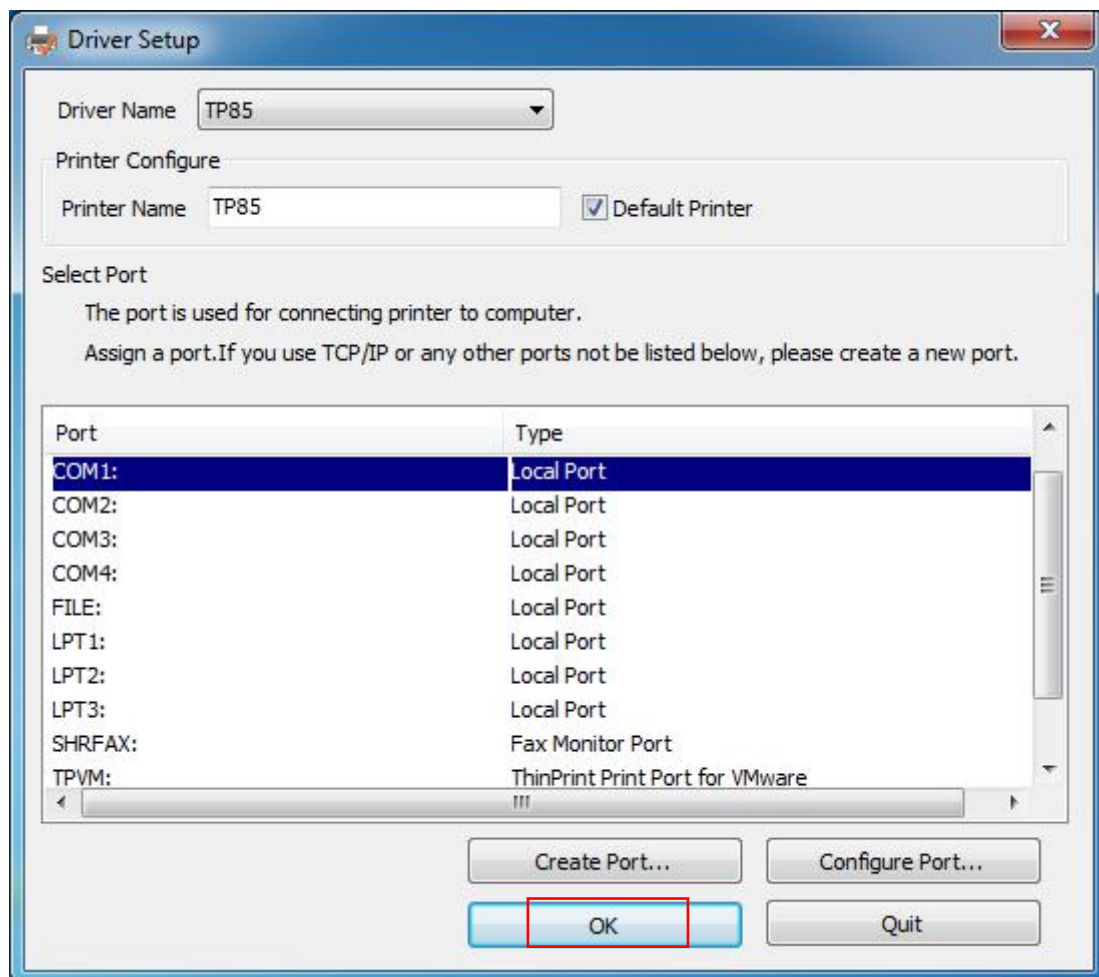 Driver Setup
Driver Name TP85
Printer Configure
Printer Name TP85 Default Printer
Select Port
The port is used for connecting printer to computer.
Assign a port.If you use TCP/IP or any other ports not be listed below, please create a new port.
Port Type
COM1: Local Port
COM2: Local Port
COM3: Local Port
COM4: Local Port
FILE: Local Port
LPT1: Local Port
LPT2: Local Port
LPT3: Local Port
SHRFAX: Fax Monitor Port
TPVM: ThinPrint Print Port for VMware
Create Port... Configure Port...
OK Quit